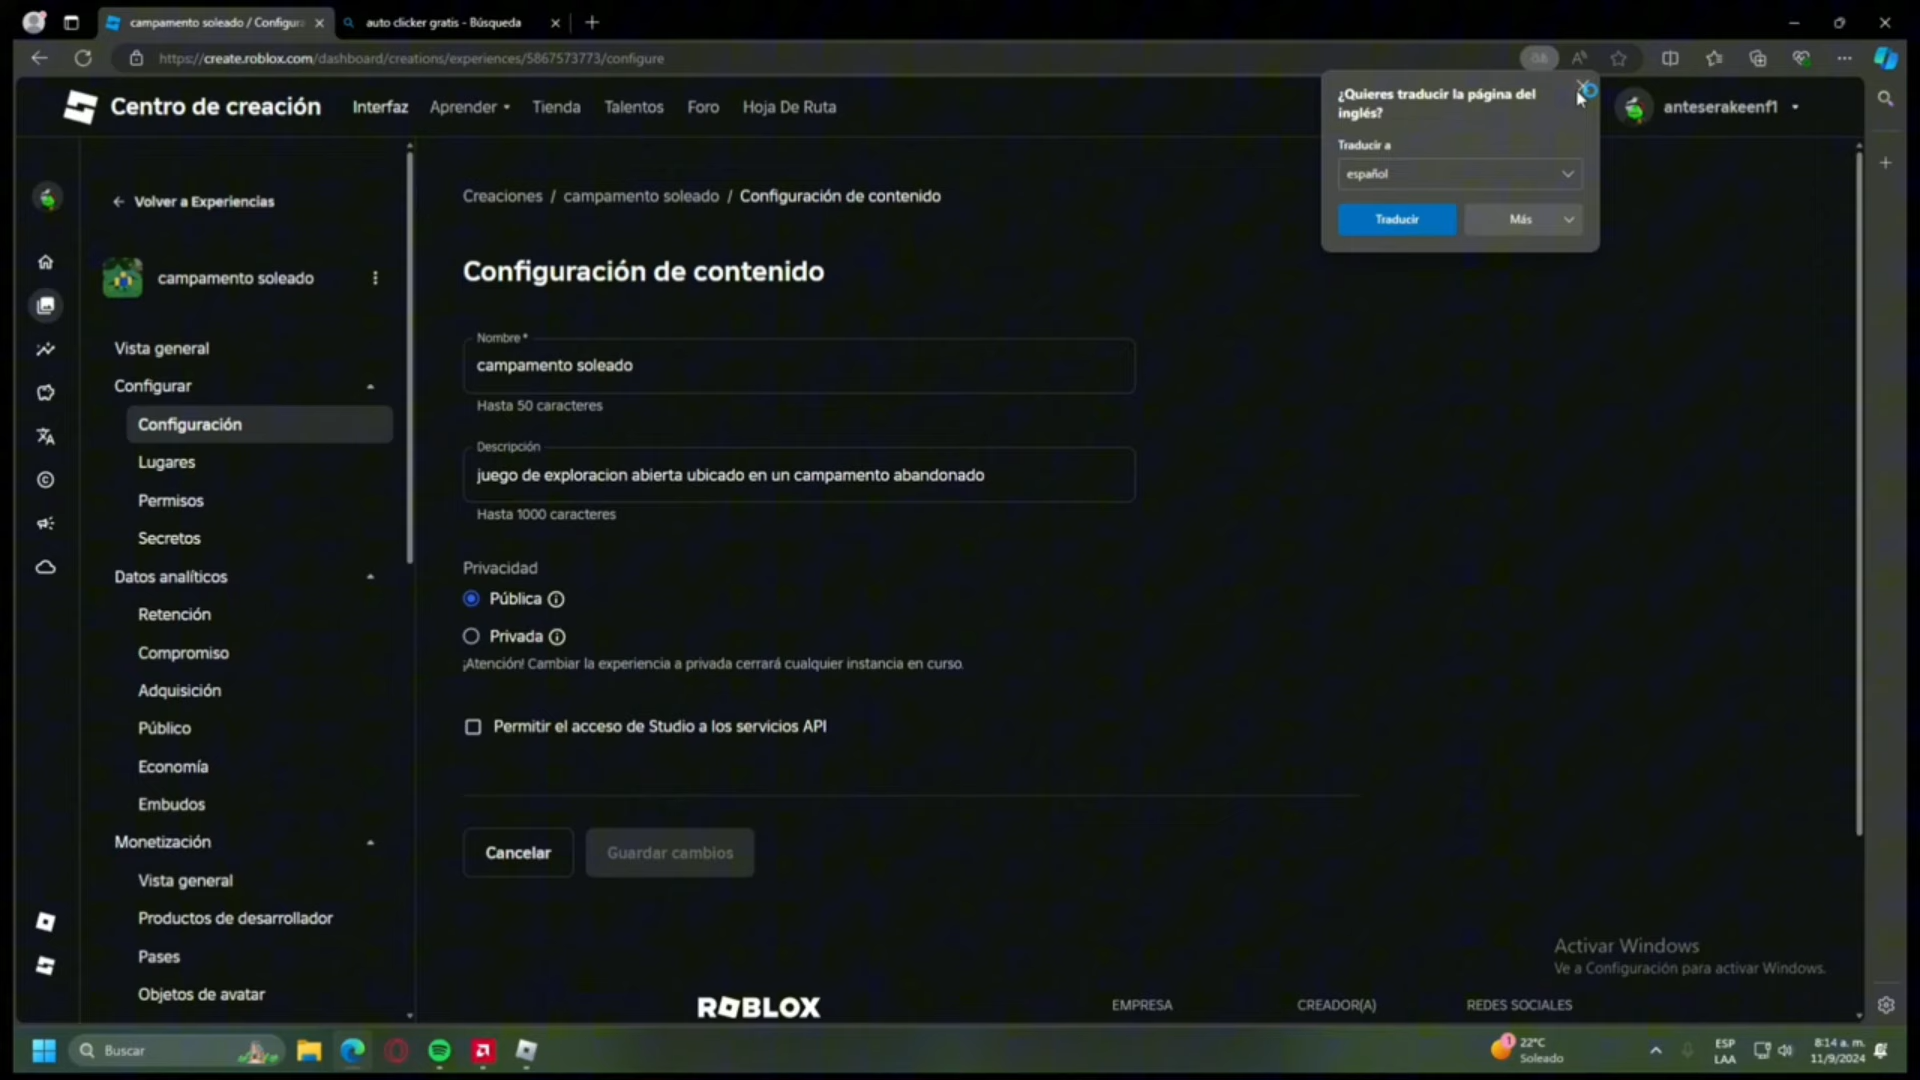 campamento soleado / Configura
auto clicker gratis - Búsqueda
https://create.roblox.com/dashboard/creations/experiences/5867573773/configure
Centro de creación
Interfaz
Aprender
Tienda
Talentos
Foro
Hoja De Ruta
¿Quieres traducir la página del
inglés?
Traducir a
español
Traducir
Más
anteserakeenf1
Volver a Experiencias
campamento soleado
Vista general
Configurar
Configuración
Lugares
Permisos
Secretos
Datos analíticos
Retención
Compromiso
Adquisición
Público
Economía
Embudos
Monetización
Vista general
Productos de desarrollador
Pases
Objetos de avatar
Creaciones / campamento soleado / Configuración de contenido
Configuración de contenido
Nombre *
campamento soleado
Hasta 50 caracteres
Descripción
juego de exploracion abierta ubicado en un campamento abandonado
Hasta 1000 caracteres
Privacidad
Pública
Privada
¡Atención! Cambiar la experiencia a privada cerrará cualquier instancia en curso.
Permitir el acceso de Studio a los servicios API
Cancelar
Guardar cambios
Activar Windows
Ve a Configuración para activar Windows.
ROBLOX
EMPRESA
CREADOR(A)
REDES SOCIALES
Buscar
1
22°C
Soleado
ESP
LAA
8:14 a. m.
11/9/2024